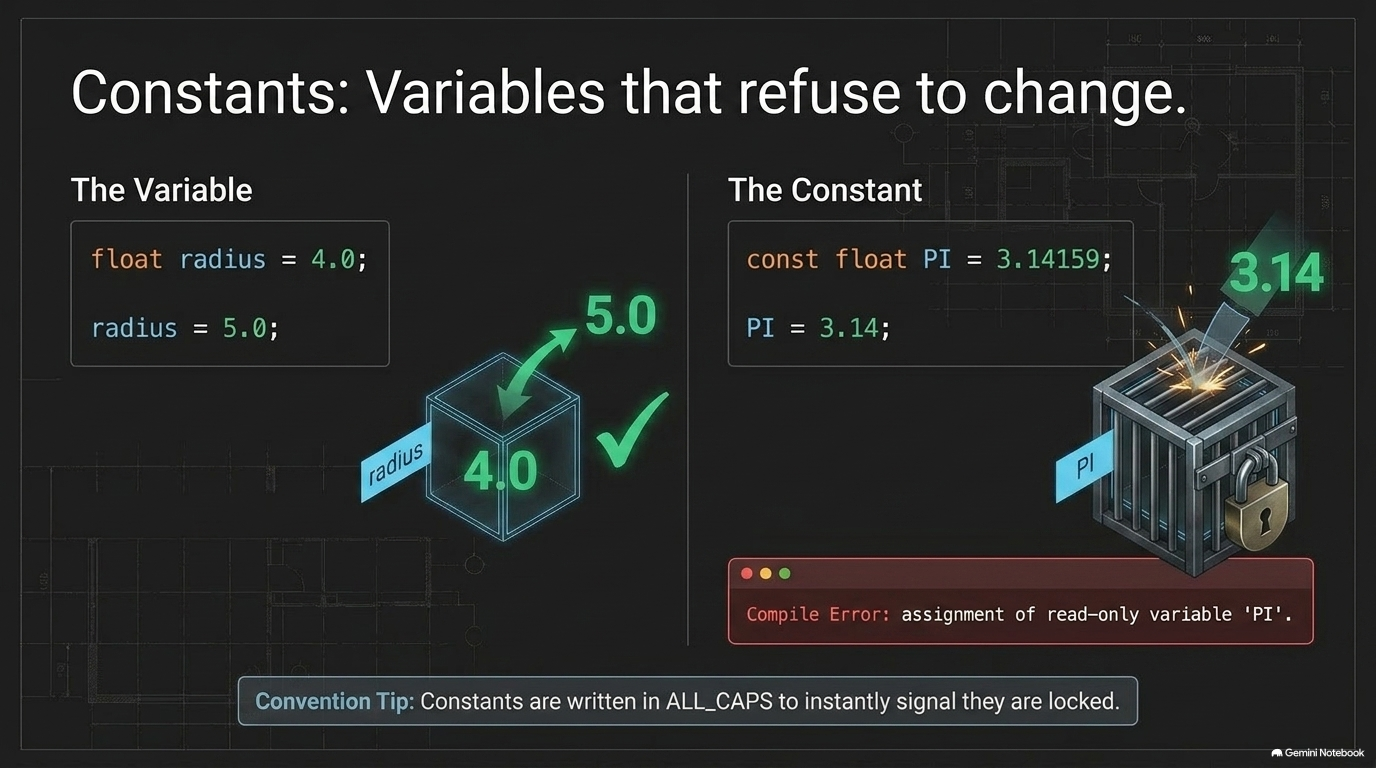 Constants: Variables that refuse to change.
The Variable
float radius = 4.0;
radius = 5.0;
5.0
4.0
radius
The Constant
const float PI = 3.14159;
PI = 3.14;
3.14
PI
Compile Error: assignment of read-only variable 'PI'.
Convention Tip: Constants are written in ALL_CAPS to instantly signal they are locked.
Gemini Notebook